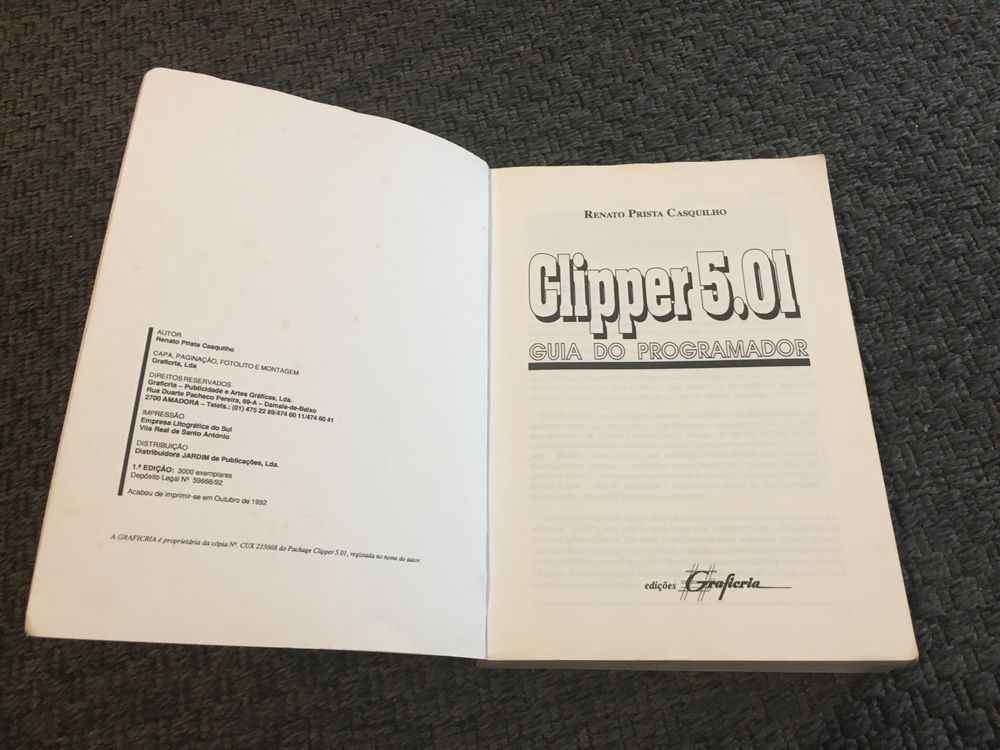 AUTOR
Renato Prista Casquilho
CAPA, PAGINAÇÃO, FOTOLITO E MONTAGEM
Graficria, Lda
DIREITOS RESERVADOS
Graficria – Publicidade e Artes Gráficas, Lda.
Rua Duarte Pacheco Pereira, 69-A – Damaia-de-Baixo
2700 AMADORA – Telefs.: (01) 475 22 89/474 60 11/474 60 41
IMPRESSÃO
Empresa Litográfica do Sul
Vila Real de Santo António
DISTRIBUIÇÃO
Distribuidora JARDIM de Publicações, Lda.
1.ª EDIÇÃO: 3000 exemplares
Depósito Legal Nº 59668/92
Acabou de imprimir-se em Outubro de 1992
A GRAFICRIA é proprietária da cópia Nº. CUX 233668 do Package Clipper 5.01, registada no nome do autor.
RENATO PRISTA CASQUILHO
Clipper 5.01
GUIA DO PROGRAMADOR
edições Graficria